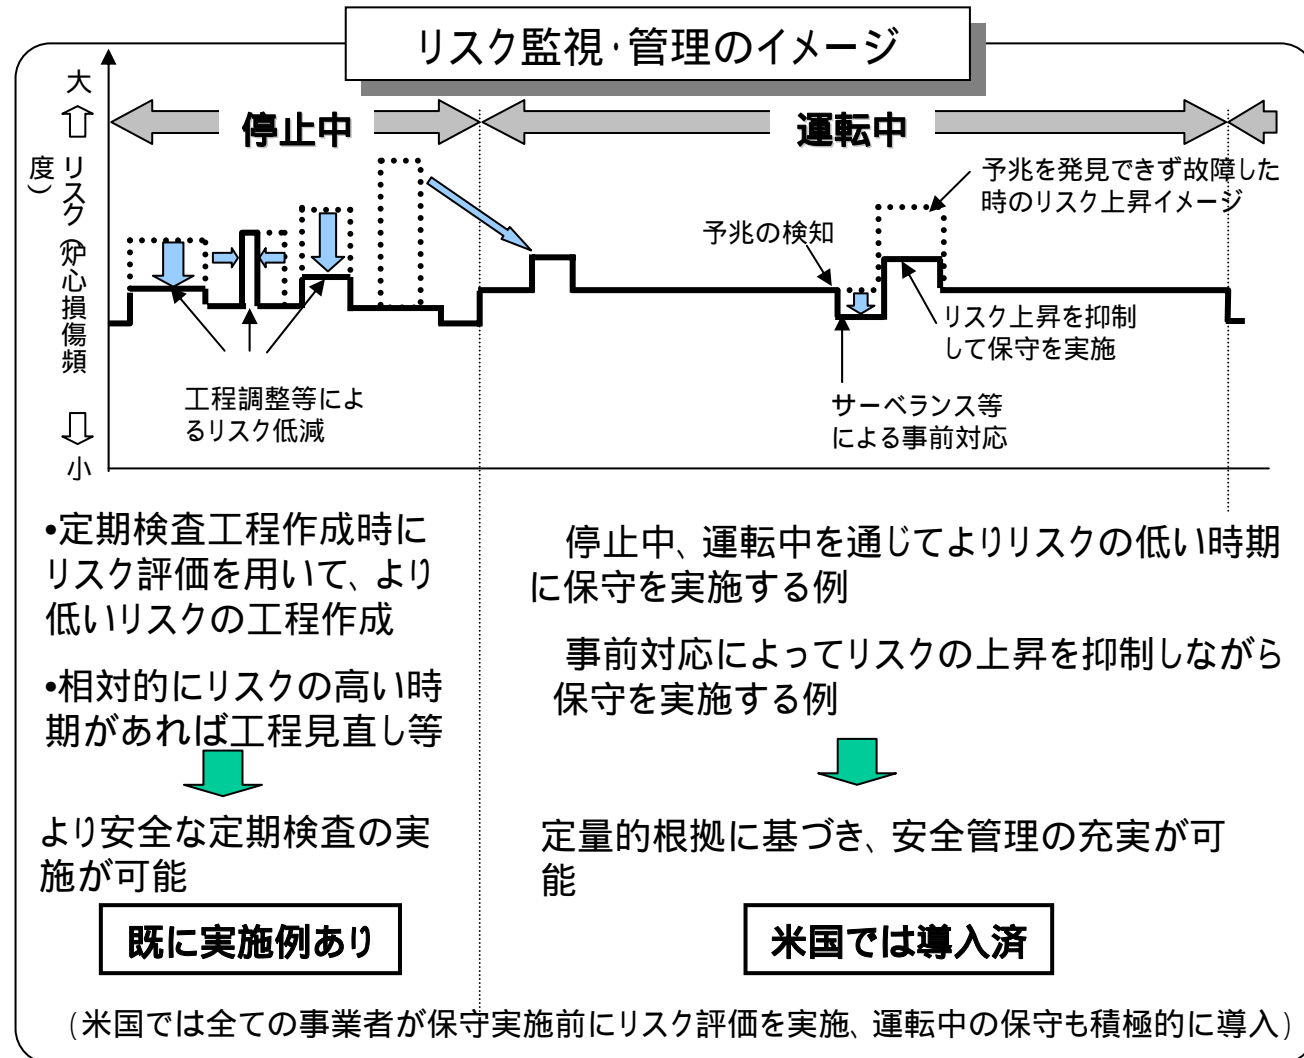 リスク監視・管理のイメージ
大
リスク（炉心損傷頻
度）
小
停止中
運転中
予兆を発見できず故障した
時のリスク上昇イメージ
予兆の検知
リスク上昇を抑制
して保守を実施
工程調整等によ
るリスク低減
サーベランス等
による事前対応
•定期検査工程作成時に
リスク評価を用いて、より
低いリスクの工程作成
•相対的にリスクの高い時
期があれば工程見直し等
より安全な定期検査の実
施が可能
既に実施例あり
停止中、運転中を通じてよりリスクの低い時期
に保守を実施する例
事前対応によってリスクの上昇を抑制しながら
保守を実施する例
定量的根拠に基づき、安全管理の充実が可
能
米国では導入済
(米国では全ての事業者が保守実施前にリスク評価を実施、運転中の保守も積極的に導入)